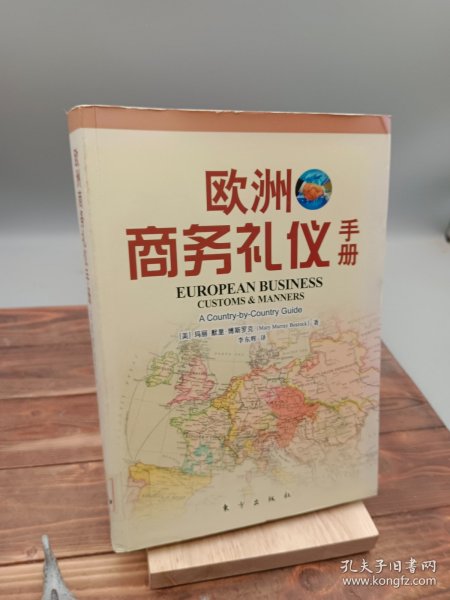 欧洲
商务礼仪
手册
EUROPEAN BUSINESS
CUSTOMS & MANNERS
A Country-by-Country Guide
[美] 玛丽·默里·博斯罗克 (Mary Murray Bosrock) 著
李东辉 译
东方出版社
孔夫子旧书网
www.kongfz.com